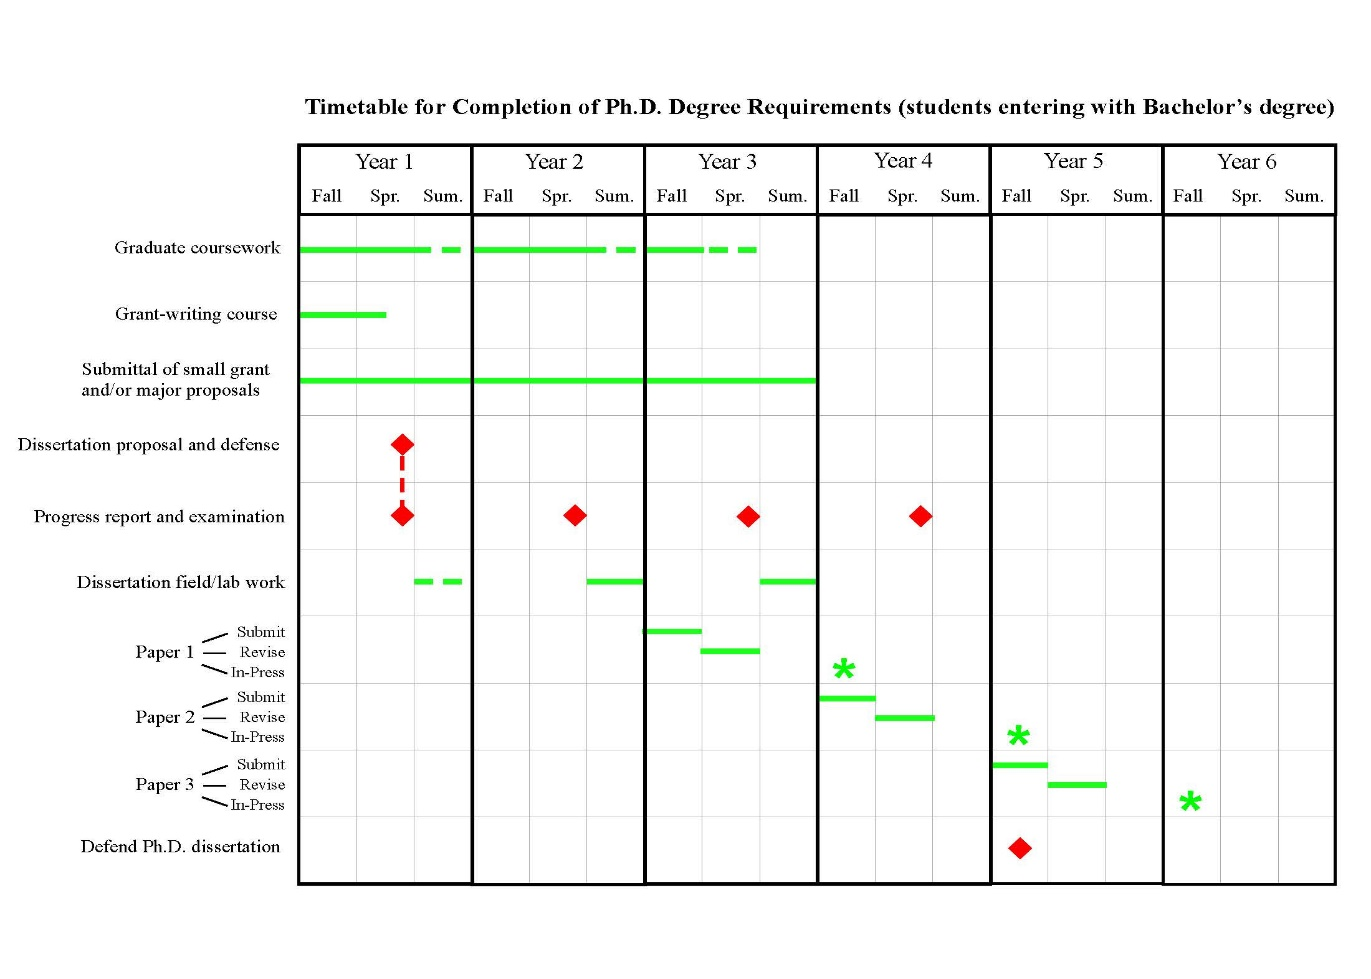 Timetable for Completion of Ph.D. Degree Requirements (students entering with Bachelor’s degree)
Year 1 Year 2 Year 3 Year 4 Year 5 Year 6
Fall Spr. Sum. Fall Spr. Sum. Fall Spr. Sum. Fall Spr. Sum. Fall Spr. Sum. Fall Spr. Sum.
Graduate coursework
Grant-writing course
Submittal of small grant
and/or major proposals
Dissertation proposal and defense
Progress report and examination
Dissertation field/lab work
Submit
Paper 1 Revise
In-Press
Submit
Paper 2 Revise
In-Press
Submit
Paper 3 Revise
In-Press
Defend Ph.D. dissertation